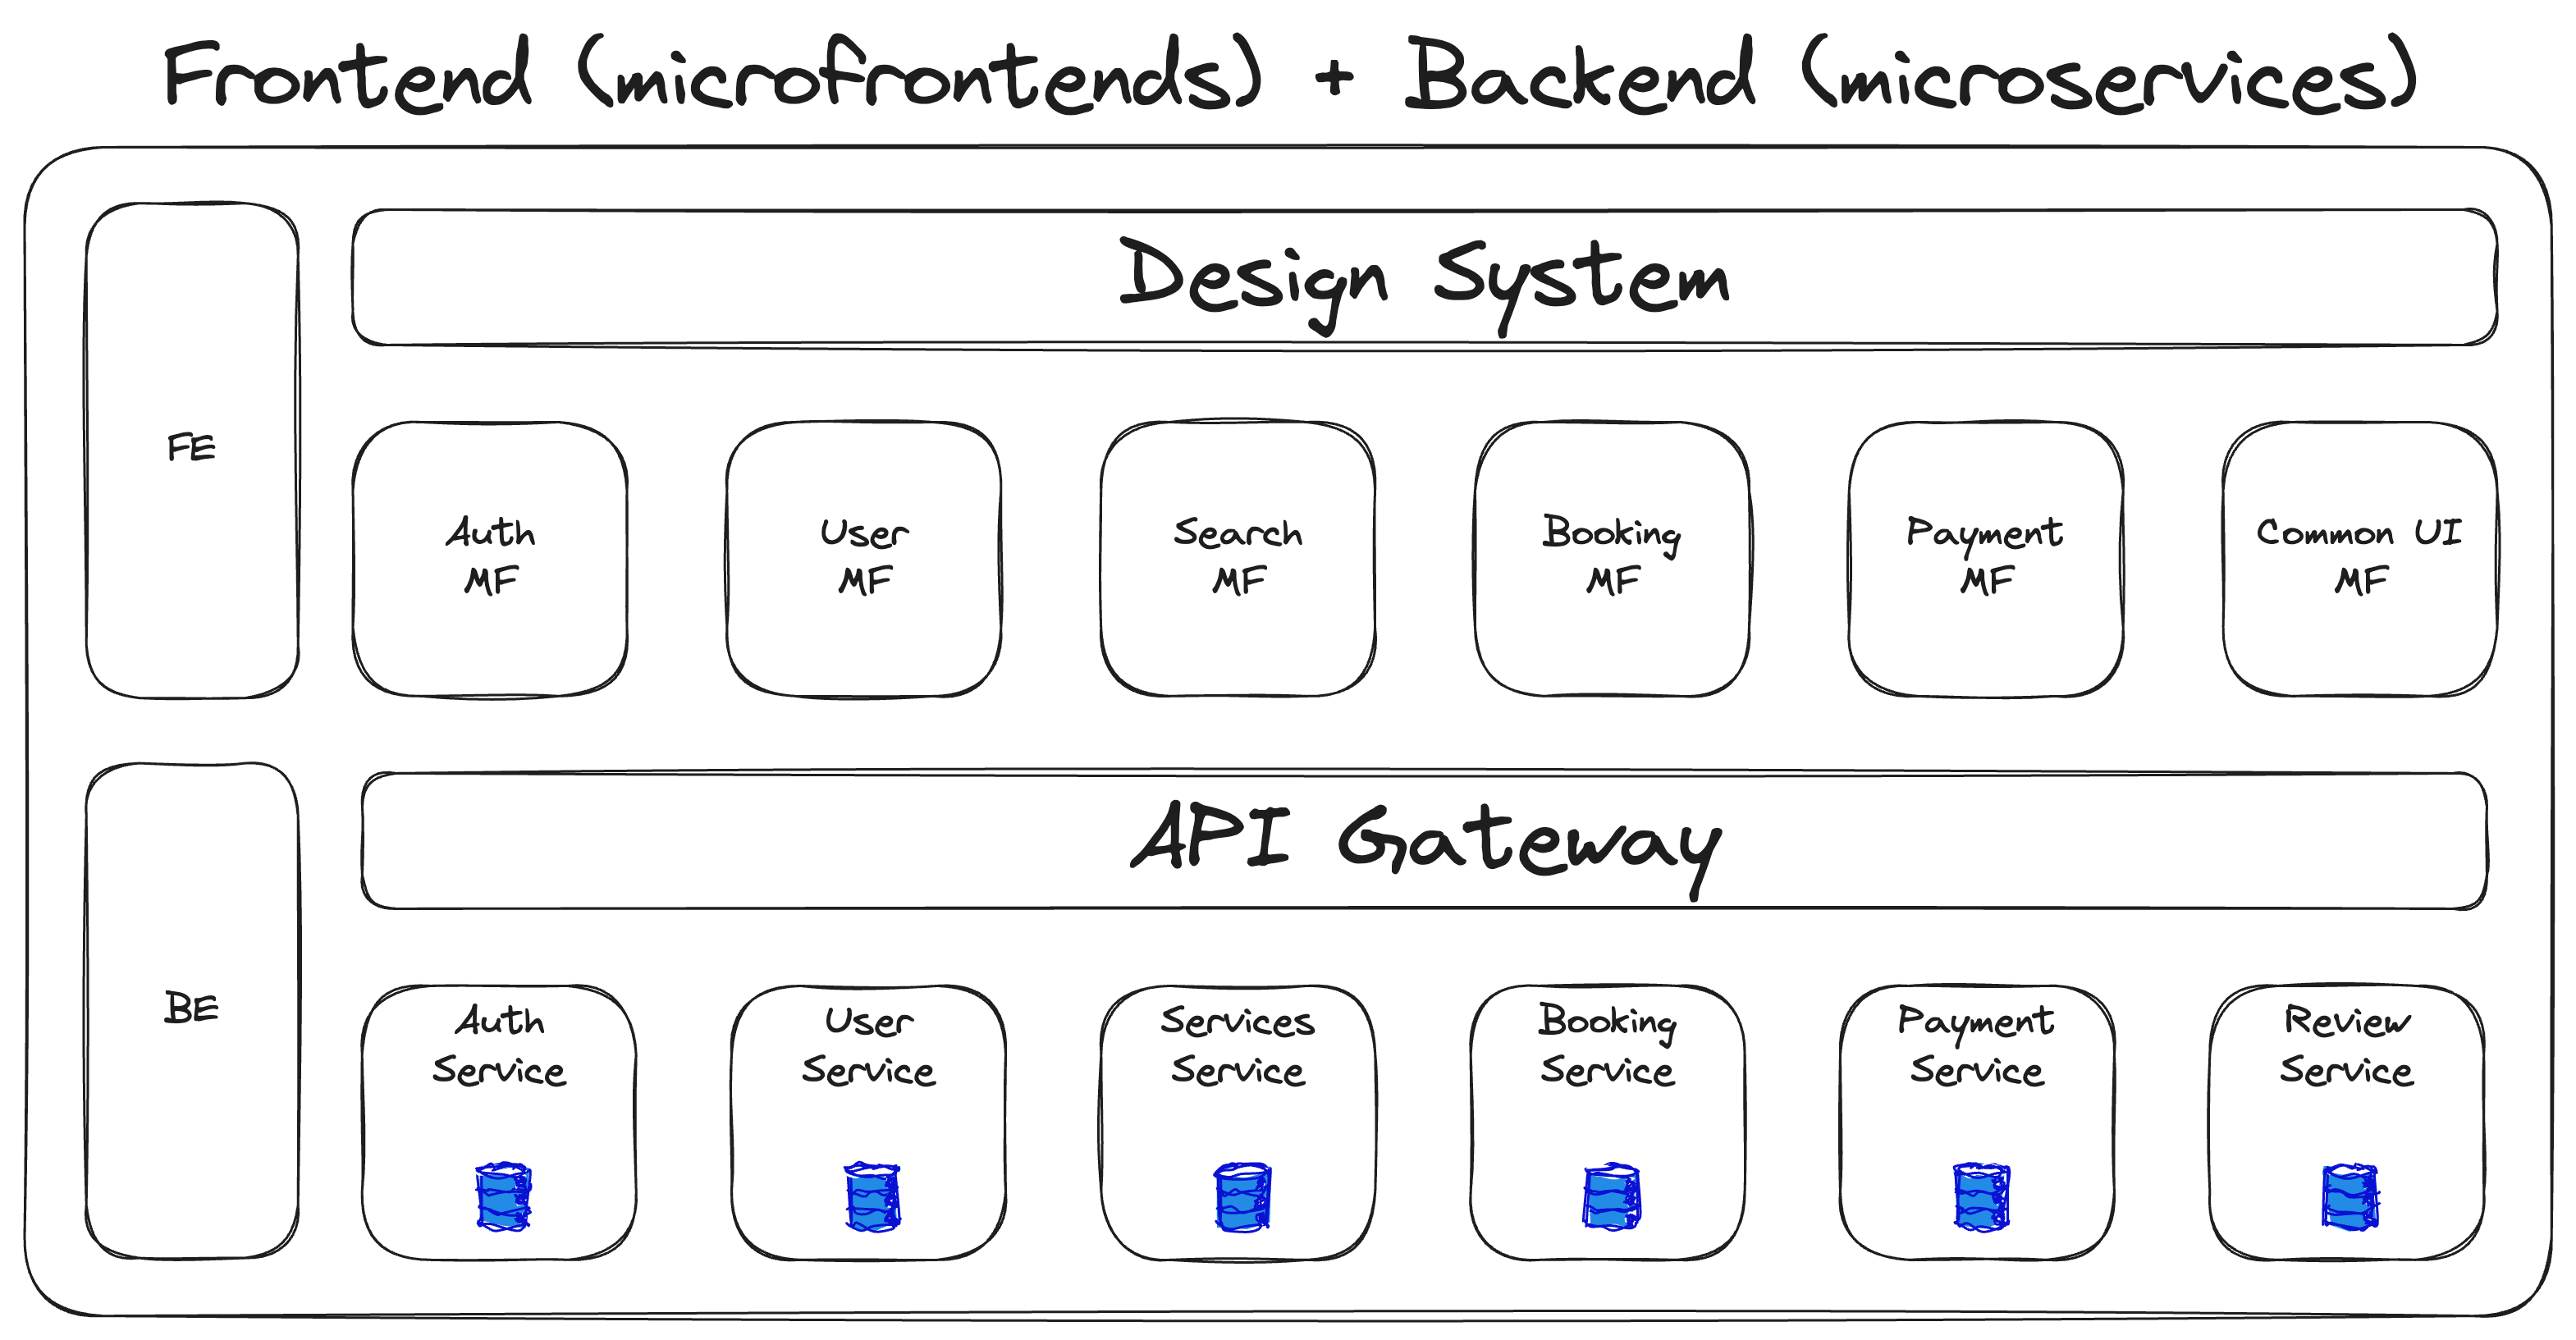 Frontend (microfrontends) + Backend (microservices)
FE
Design System
Auth
MF
User
MF
Search
MF
Booking
MF
Payment
MF
Common UI
MF
BE
API Gateway
Auth
Service
User
Service
Services
Service
Booking
Service
Payment
Service
Review
Service